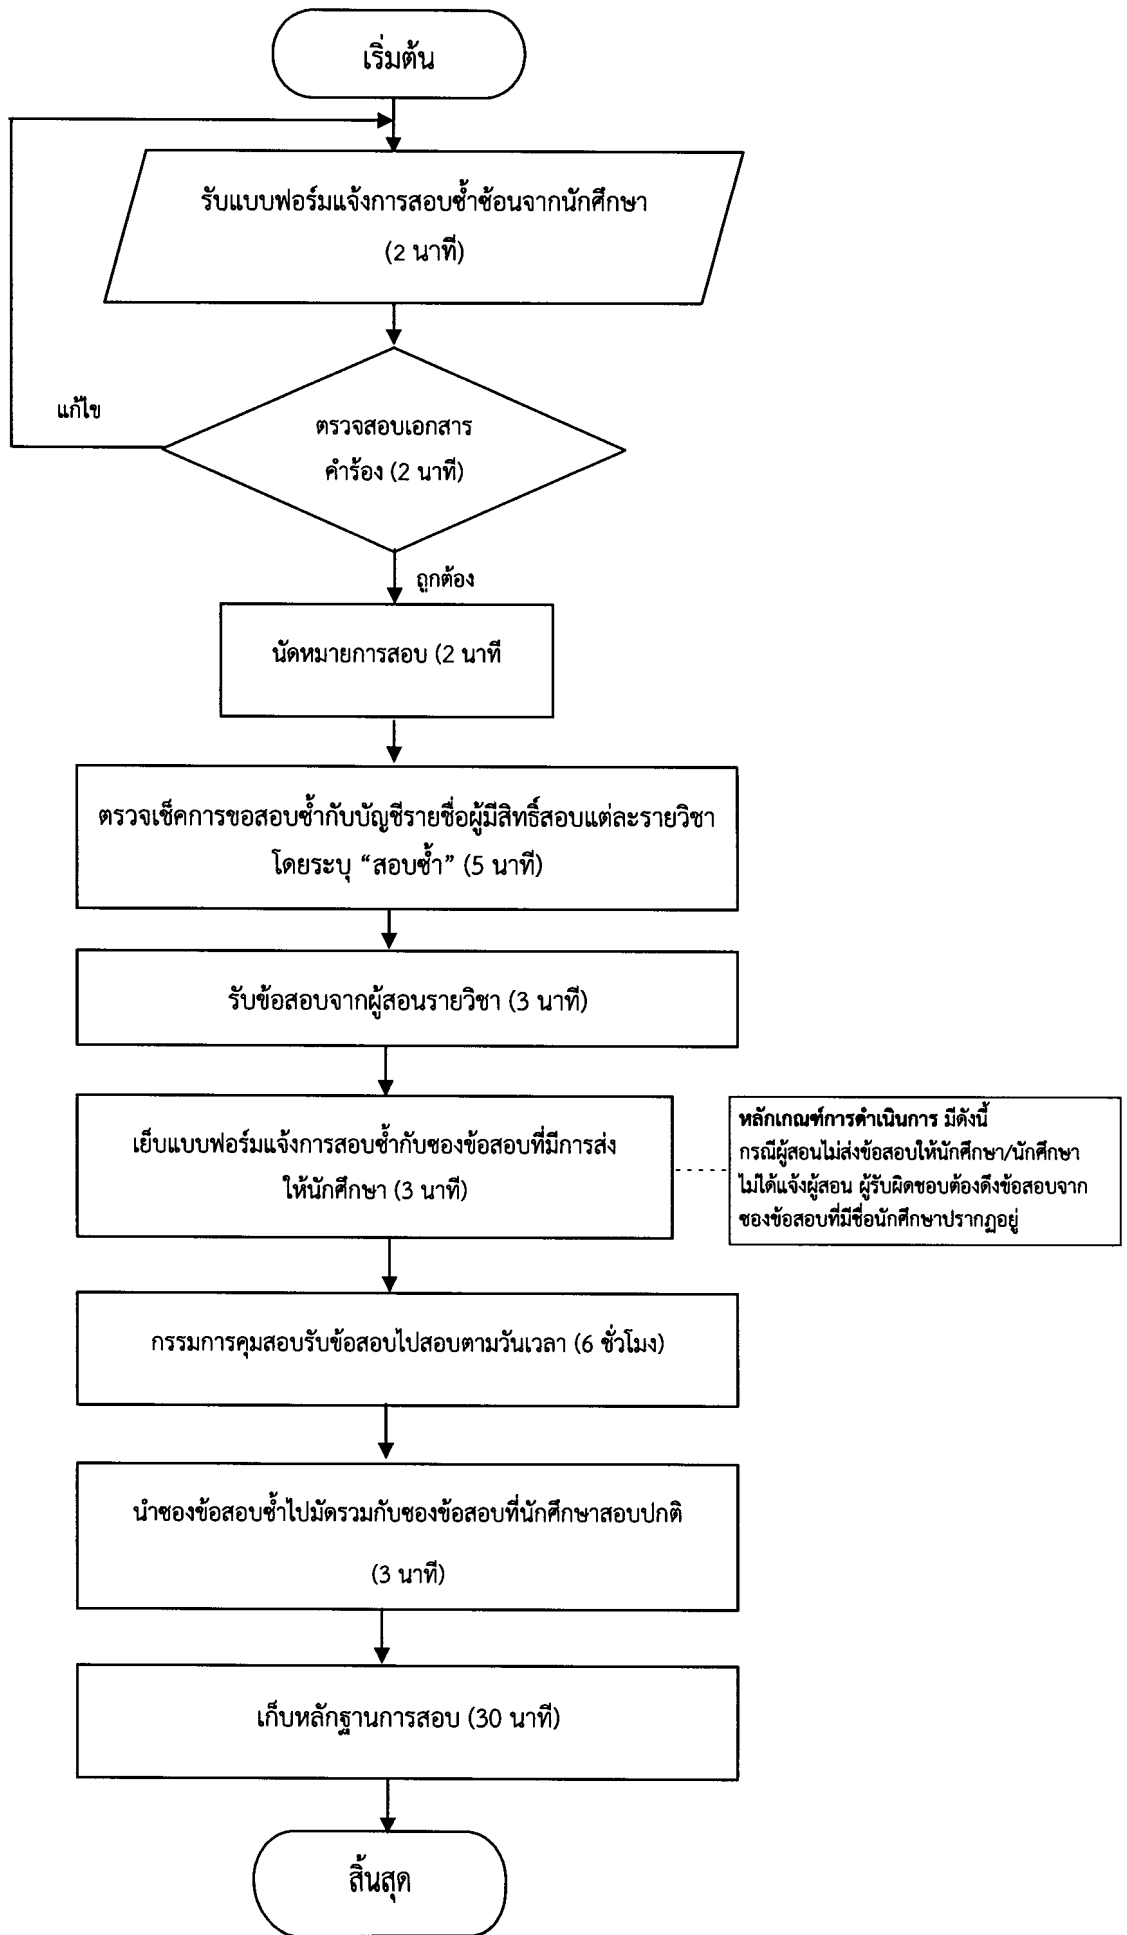 เริ่มต้น
รับแบบฟอร์มแจ้งการสอบซ้ำซ้อนจากนักศึกษา
(2 นาที)
แก้ไข
ตรวจสอบเอกสาร
คำร้อง (2 นาที)
ถูกต้อง
นัดหมายการสอบ (2 นาที
ตรวจเช็คการขอสอบซ้ำกับบัญชีรายชื่อผู้มีสิทธิ์สอบแต่ละรายวิชา
โดยระบุ “สอบซ้ำ” (5 นาที)
รับข้อสอบจากผู้สอนรายวิชา (3 นาที)
เย็บแบบฟอร์มแจ้งการสอบซ้ำกับซองข้อสอบที่มีการส่ง
ให้นักศึกษา (3 นาที)
หลักเกณฑ์การดำเนินการ มีดังนี้
กรณีผู้สอนไม่ส่งข้อสอบให้นักศึกษา/นักศึกษา
ไม่ได้แจ้งผู้สอน ผู้รับผิดชอบต้องดึงข้อสอบจาก
ซองข้อสอบที่มีชื่อนักศึกษาปรากฏอยู่
กรรมการคุมสอบรับข้อสอบไปสอบตามวันเวลา (6 ชั่วโมง)
นำซองข้อสอบซ้ำไปมัดรวมกับซองข้อสอบที่นักศึกษาสอบปกติ
(3 นาที)
เก็บหลักฐานการสอบ (30 นาที)
สิ้นสุด